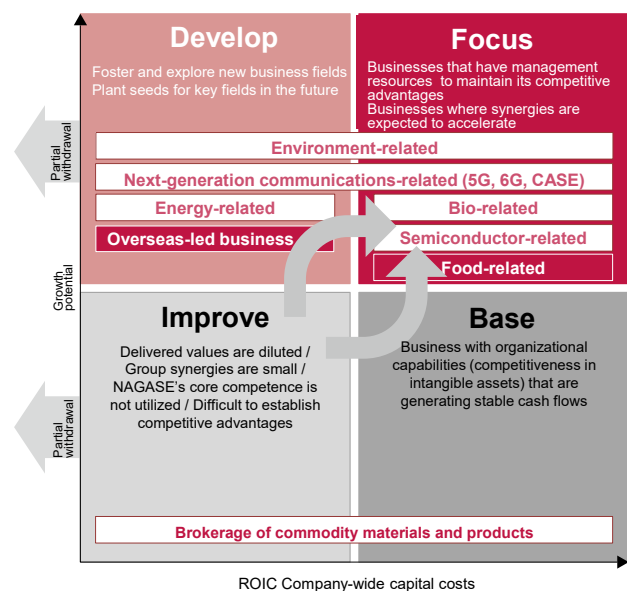 Develop
Foster and explore new business fields
Plant seeds for key fields in the future
Focus
Businesses that have management
resources to maintain its competitive
advantages
Businesses where synergies are
expected to accelerate
Partial
withdrawal
Environment-related
Next-generation communications-related (5G, 6G, CASE)
Energy-related
Bio-related
Overseas-led business
Semiconductor-related
Food-related
Growth
potential
Improve
Delivered values are diluted /
Group synergies are small /
NAGASE's core competence is
not utilized / Difficult to establish
competitive advantages
Base
Business with organizational
capabilities (competitiveness in
intangible assets) that are
generating stable cash flows
Partial
withdrawal
Brokerage of commodity materials and products
ROIC Company-wide capital costs